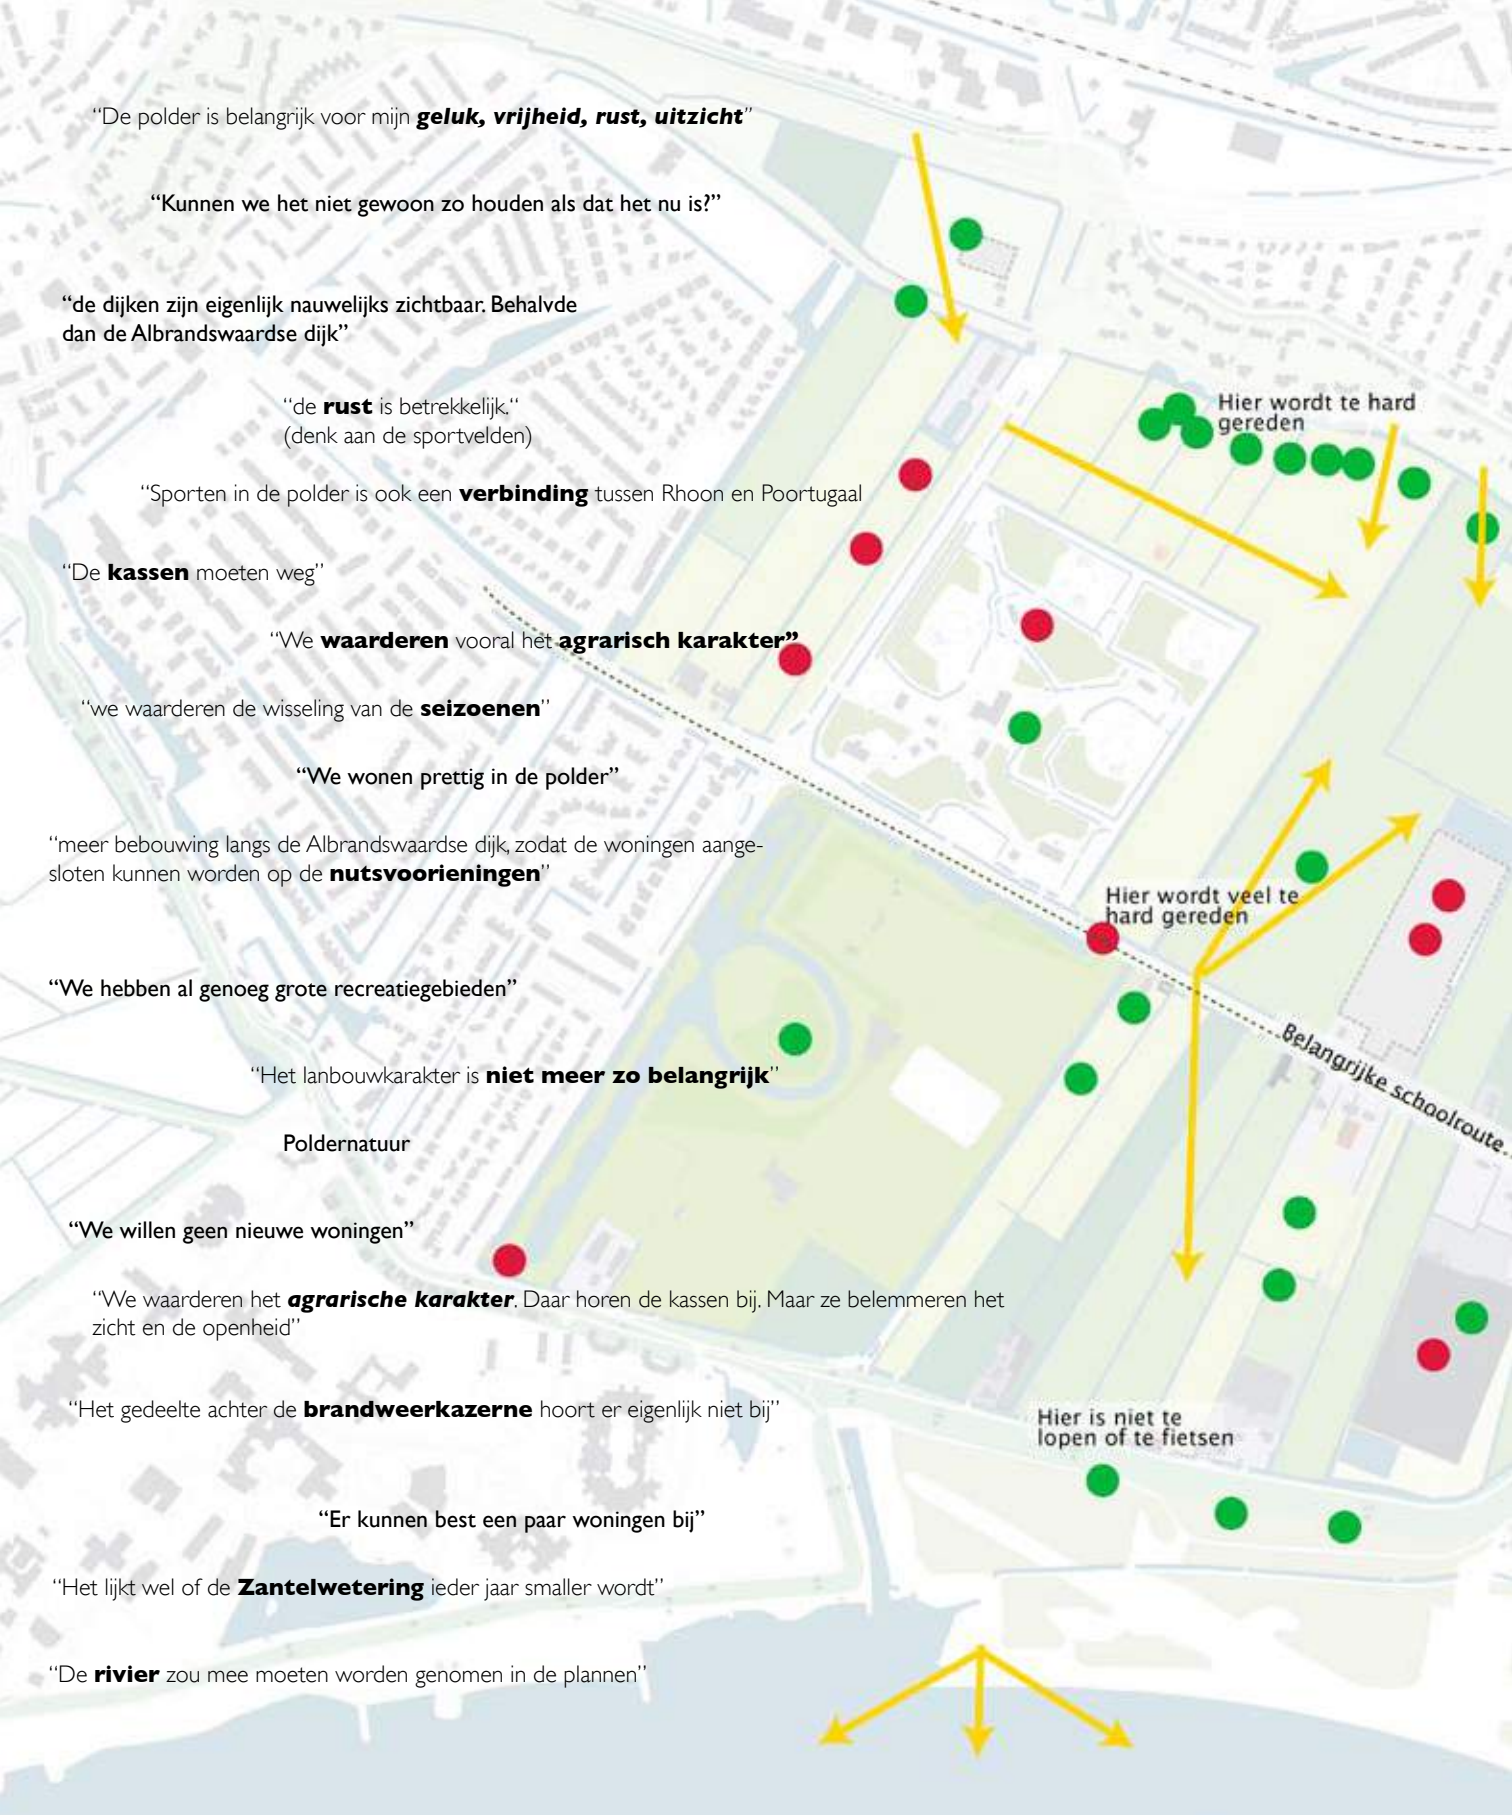 “De polder is belangrijk voor mijn geluk, vrijheid, rust, uitzicht”
“Kunnen we het niet gewoon zo houden als dat het nu is?”
“de dijken zijn eigenlijk nauwelijks zichtbaar. Behalvde
dan de Albrandswaardse dijk”
“de rust is betrekkelijk.“
(denk aan de sportvelden)
Hier wordt te hard
gereden
“Sporten in de polder is ook een verbinding tussen Rhoon en Poortugaal
“De kassen moeten weg”
“We waarderen vooral het agrarisch karakter”
“we waarderen de wisseling van de seizoenen”
“We wonen prettig in de polder”
“meer bebouwing langs de Albrandswaardse dijk, zodat de woningen aange-
sloten kunnen worden op de nutsvoorieningen”
Hier wordt veel te
hard gereden
“We hebben al genoeg grote recreatiegebieden”
Belangrijke schoolroute
“Het lanbouwkarakter is niet meer zo belangrijk”
Poldernatuur
“We willen geen nieuwe woningen”
“We waarderen het agrarische karakter. Daar horen de kassen bij. Maar ze belemmeren het
zicht en de openheid”
“Het gedeelte achter de brandweerkazerne hoort er eigenlijk niet bij”
Hier is niet te
lopen of te fietsen
“Er kunnen best een paar woningen bij”
“Het lijkt wel of de Zantelwetering ieder jaar smaller wordt”
“De rivier zou mee moeten worden genomen in de plannen”